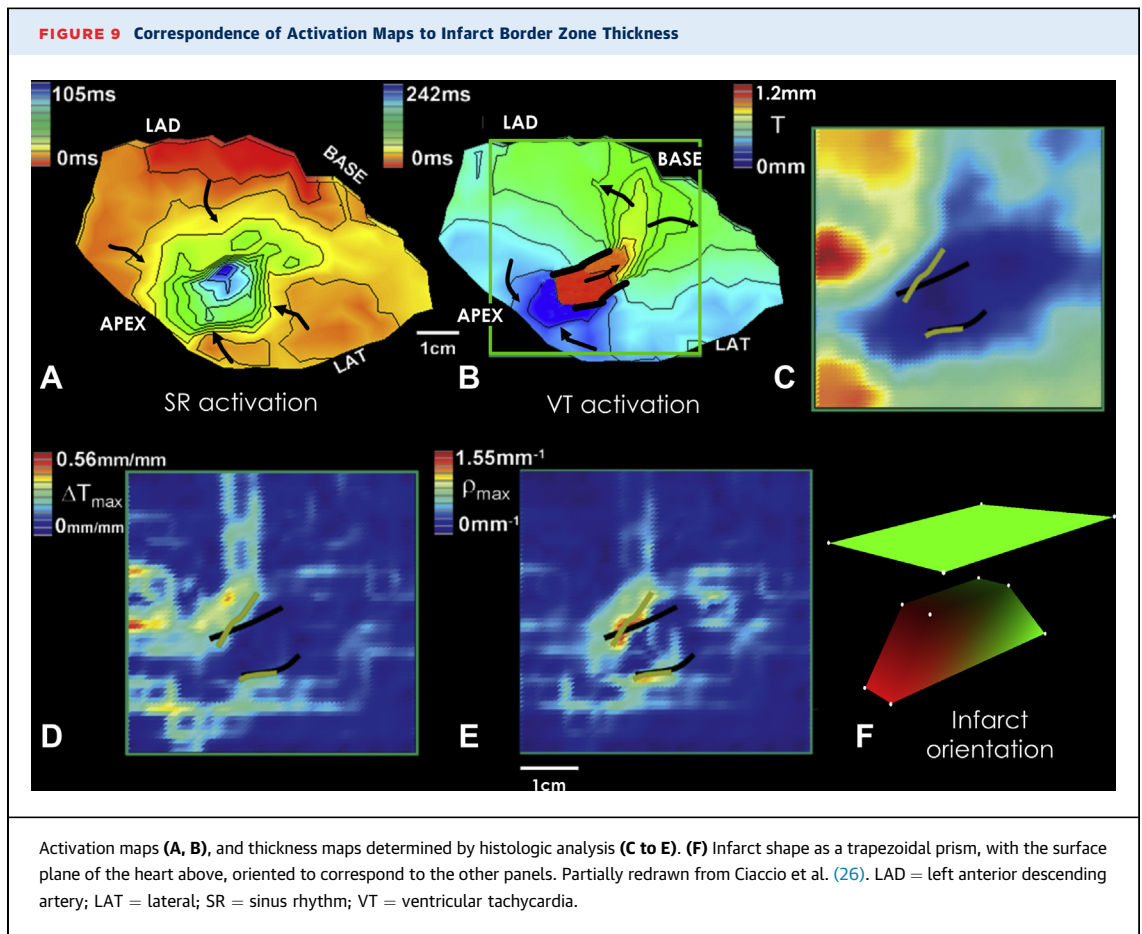 FIGURE 9 Correspondence of Activation Maps to Infarct Border Zone Thickness
105ms
0ms
LAD
BASE
APEX
LAT
1cm
A
SR activation
242ms
0ms
LAD
BASE
APEX
LAT
B
VT activation
1.2mm
T
0mm
C
0.56mm/mm
ΔTmax
0mm/mm
D
1.55mm-1
ρmax
0mm-1
E
1cm
F
Infarct
orientation
Activation maps (A, B), and thickness maps determined by histologic analysis (C to E). (F) Infarct shape as a trapezoidal prism, with the surface
plane of the heart above, oriented to correspond to the other panels. Partially redrawn from Ciaccio et al. (26). LAD = left anterior descending
artery; LAT = lateral; SR = sinus rhythm; VT = ventricular tachycardia.